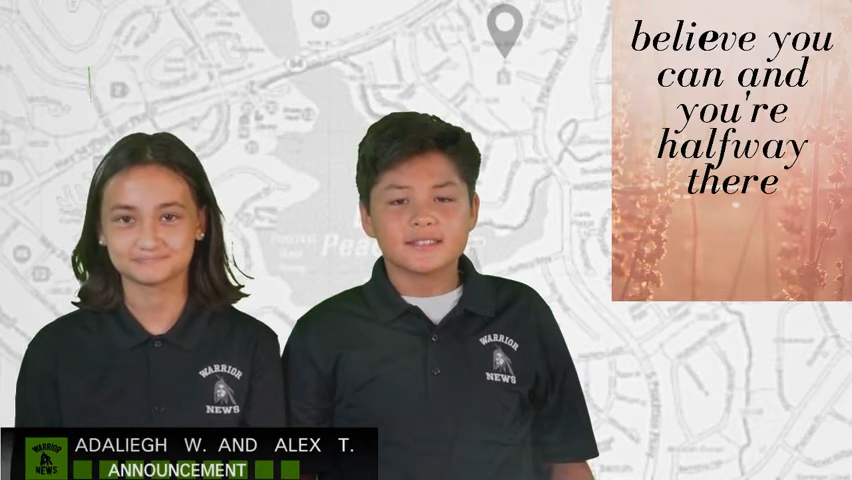 believe you
can and
you're
halfway
there
WARRIOR
NEWS
WARRIOR
NEWS
WARRIOR
NEWS
ADALIEGH W. AND ALEX T.
ANNOUNCEMENT